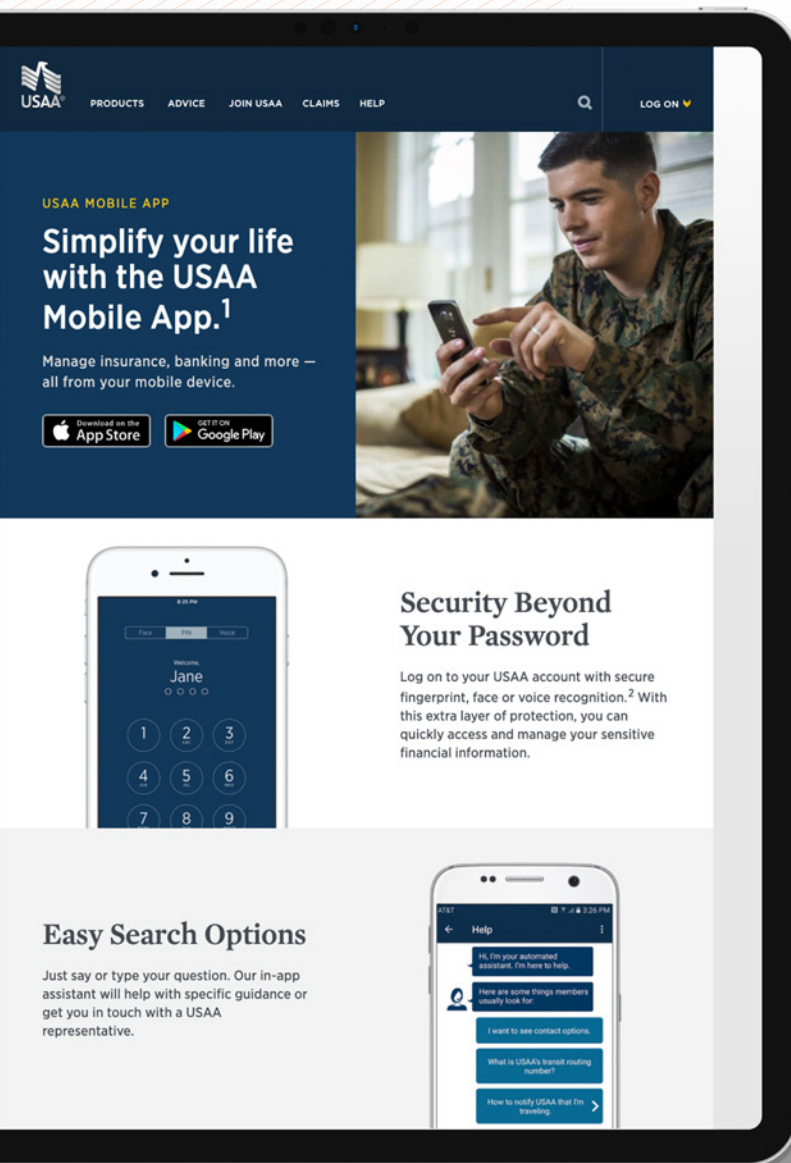 USAA®
PRODUCTS ADVICE JOIN USAA CLAIMS HELP
LOG ON
USAA MOBILE APP
Simplify your life
with the USAA
Mobile App.1
Manage insurance, banking and more —
all from your mobile device.
Download on the
App Store
GET IT ON
Google Play
8:25 PM
Face PIN Voice
Welcome,
Jane
1 2 ABC 3 DEF
4 5 JKL 6
7 8 9
Security Beyond
Your Password
Log on to your USAA account with secure
fingerprint, face or voice recognition.2 With
this extra layer of protection, you can
quickly access and manage your sensitive
financial information.
Easy Search Options
Just say or type your question. Our in-app
assistant will help with specific guidance or
get you in touch with a USAA
representative.
AT&T 3:26 PM
Help
Hi, I'm your automated
assistant. I'm here to help.
Here are some things members
usually look for:
I want to see contact options.
What is USAA's transit routing
number?
How to notify USAA that I'm
traveling.